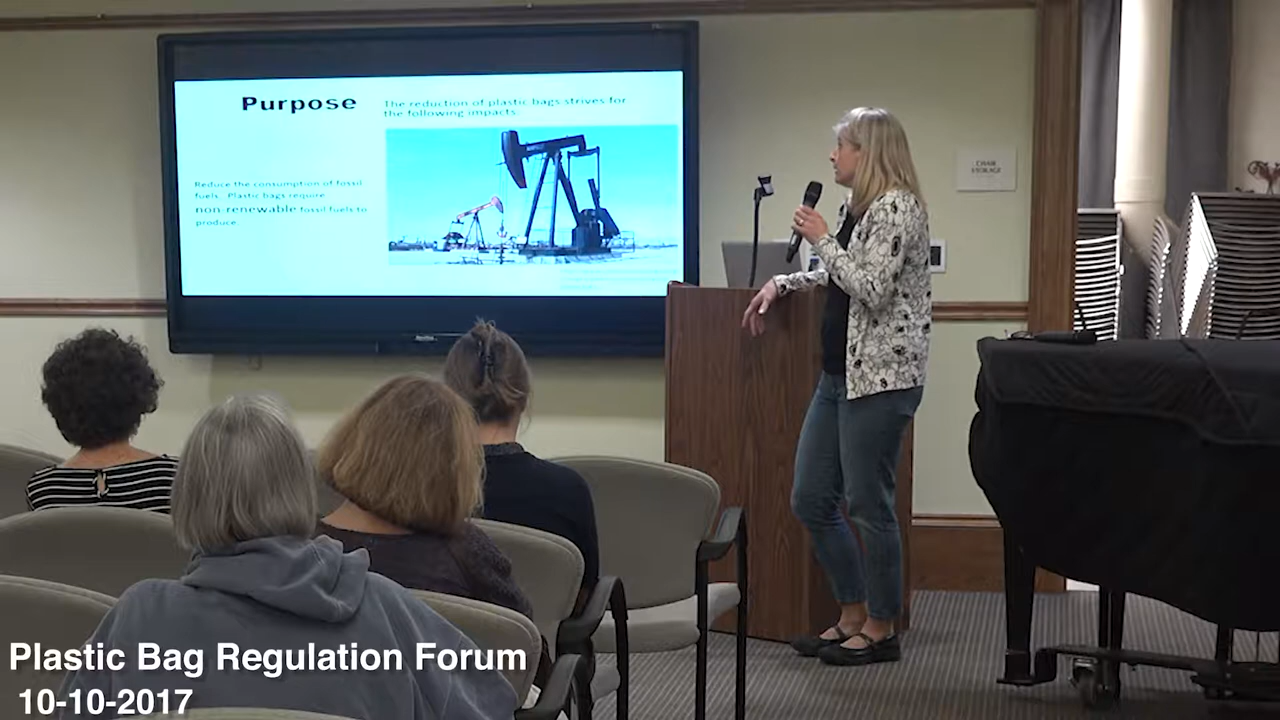 Purpose
The reduction of plastic bags strives for
the following impacts
Reduce the consumption of fossil
fuels. Plastic bags require
non-renewable fossil fuels to
produce.
CHAIR
STORAGE
Plastic Bag Regulation Forum
10-10-2017